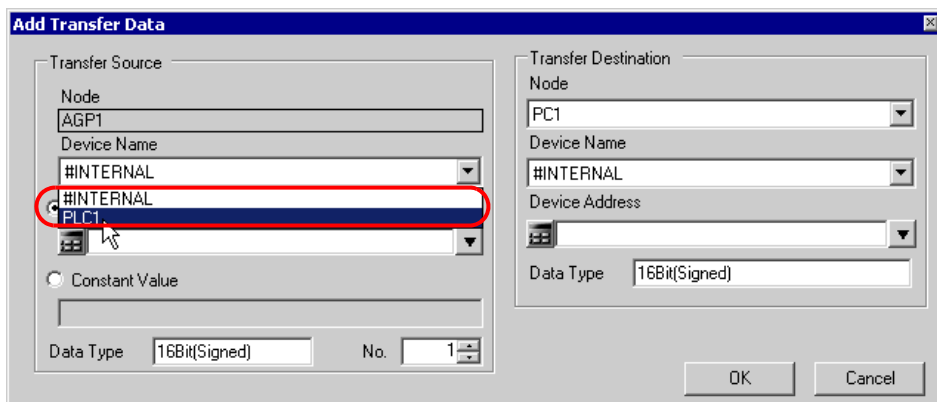 Add Transfer Data
Transfer Source
Node
AGP1
Device Name
#INTERNAL
#INTERNAL
PLC1
Constant Value
Data Type 16Bit(Signed) No. 1
Transfer Destination
Node
PC1
Device Name
#INTERNAL
Device Address
Data Type 16Bit(Signed)
OK Cancel